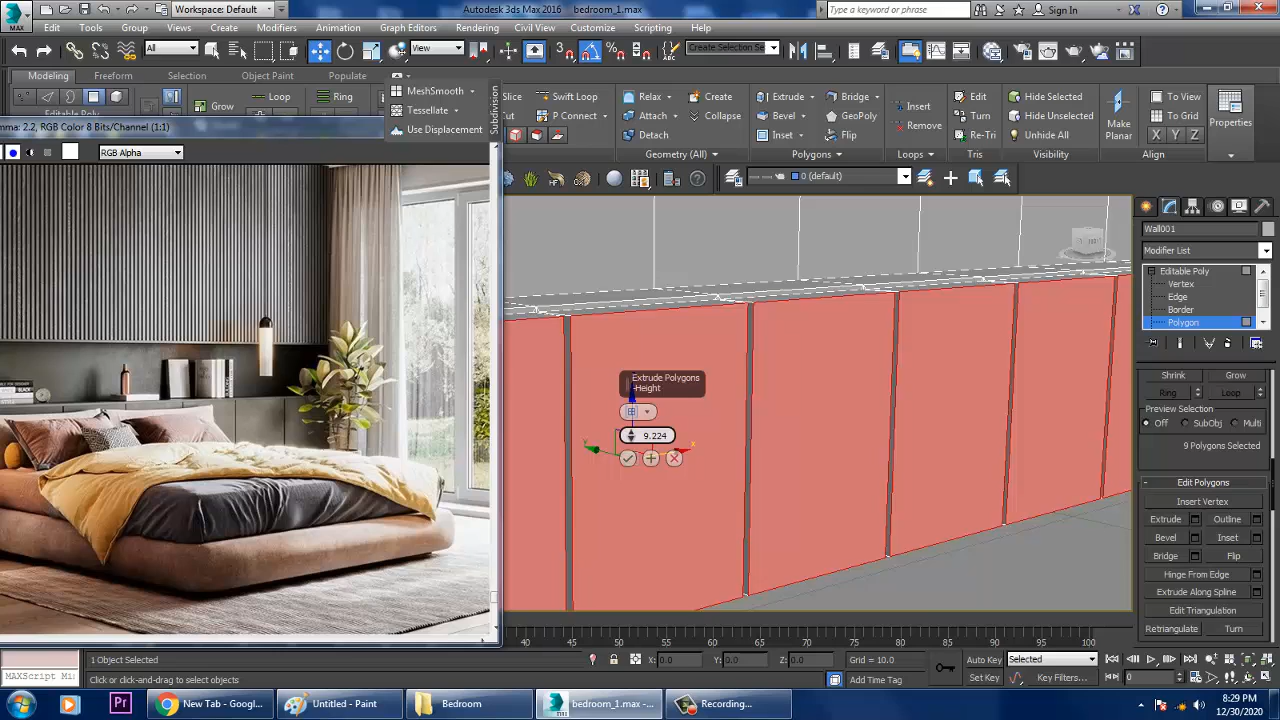 Workspace: Default
Autodesk 3ds Max 2016
bedroom_1.max
Type a keyword or phrase
Sign In
MAX
Edit
Tools
Group
Views
Create
Modifiers
Animation
Graph Editors
Rendering
Civil View
Customize
Scripting
Help
All
View
Create Selection Se
Modeling
Freeform
Selection
Object Paint
Populate
Grow
Loop
Ring
MeshSmooth
Tessellate
Use Displacement
Subdivision
Slice
Swift Loop
P Connect
Relax
Create
Attach
Collapse
Detach
Geometry (All)
Extrude
Bridge
Bevel
GeoPoly
Inset
Flip
Polygons
Insert
Remove
Loops
Edit
Turn
Re-Tri
Tris
Hide Selected
Hide Unselected
Unhide All
Visibility
Make
Planar
To View
To Grid
X
Y
Z
Align
Properties
mma: 2.2, RGB Color 8 Bits/Channel (1:1)
RGB Alpha
0 (default)
Extrude Polygons
Height
9.224
Wall001
Modifier List
Editable Poly
Vertex
Edge
Border
Polygon
Shrink
Grow
Ring
Loop
Preview Selection
Off
SubObj
Multi
9 Polygons Selected
Edit Polygons
Insert Vertex
Extrude
Outline
Bevel
Inset
Bridge
Flip
Hinge From Edge
Extrude Along Spline
Edit Triangulation
Retriangulate
Turn
40
45
50
55
60
65
70
75
80
85
90
95
100
1 Object Selected
X: 0.0
Y: 0.0
Z: 0.0
Grid = 10.0
Auto Key
Selected
MAXScript Mi
Click or click-and-drag to select objects
Add Time Tag
Set Key
Key Filters...
0
New Tab - Googl...
Untitled - Paint
Bedroom
bedroom_1.max -...
Recording...
8:29 PM
12/30/2020